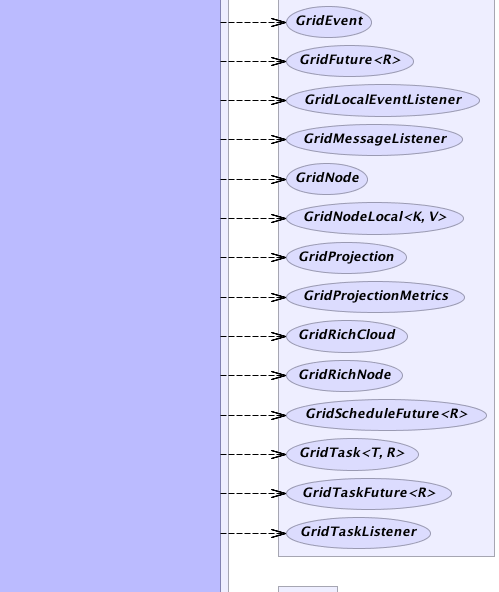 GridEvent
GridFuture<R>
GridLocalEventListener
GridMessageListener
GridNode
GridNodeLocal<K, V>
GridProjection
GridProjectionMetrics
GridRichCloud
GridRichNode
GridScheduleFuture<R>
GridTask<T, R>
GridTaskFuture<R>
GridTaskListener